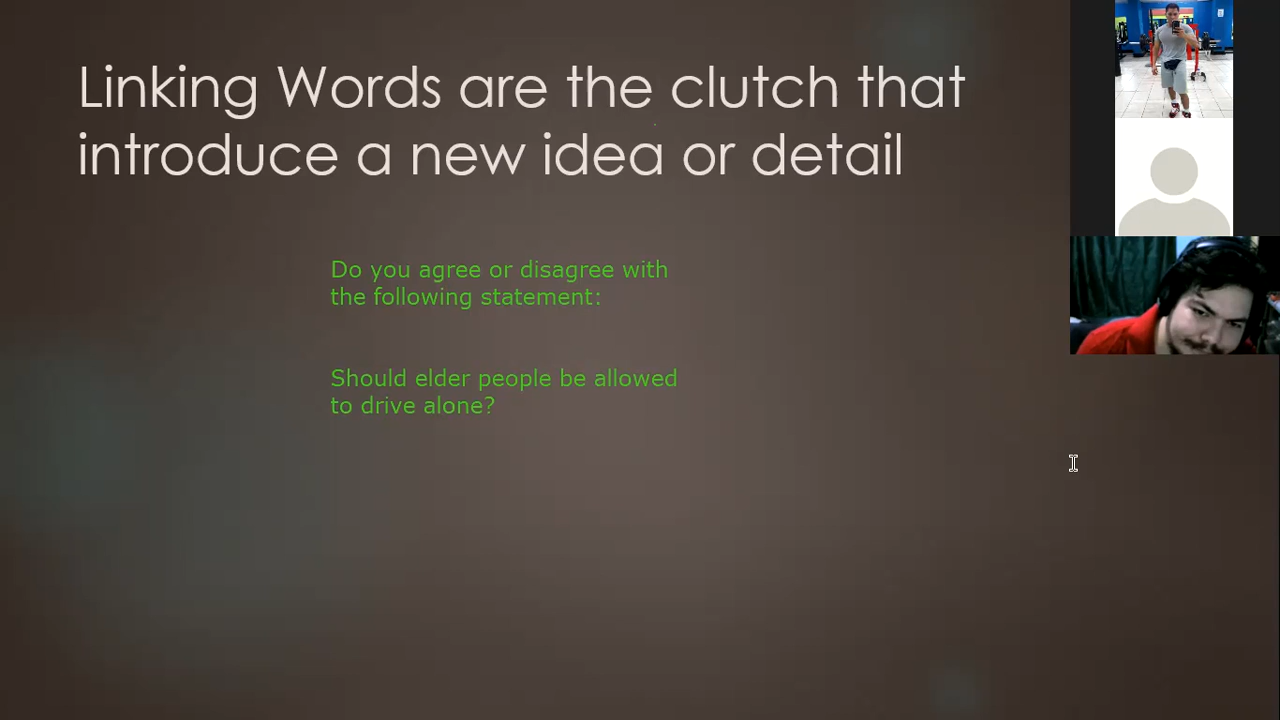 Linking Words are the clutch that
introduce a new idea or detail
Do you agree or disagree with
the following statement:
Should elder people be allowed
to drive alone?